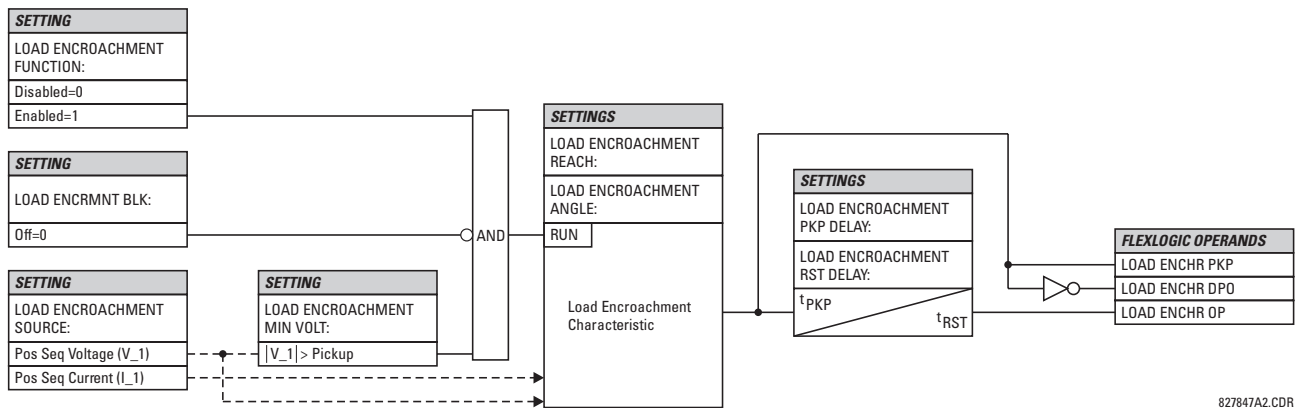 SETTING
LOAD ENCROACHMENT
FUNCTION:
Disabled=0
Enabled=1
SETTING
LOAD ENCRMNT BLK:
Off=0
SETTING
LOAD ENCROACHMENT
SOURCE:
Pos Seq Voltage (V_1)
Pos Seq Current (I_1)
SETTING
LOAD ENCROACHMENT
MIN VOLT:
|V_1| > Pickup
AND
SETTINGS
LOAD ENCROACHMENT
REACH:
LOAD ENCROACHMENT
ANGLE:
RUN
Load Encroachment
Characteristic
SETTINGS
LOAD ENCROACHMENT
PKP DELAY:
LOAD ENCROACHMENT
RST DELAY:
tPKP
tRST
FLEXLOGIC OPERANDS
LOAD ENCHR PKP
LOAD ENCHR DPO
LOAD ENCHR OP
827847A2.CDR